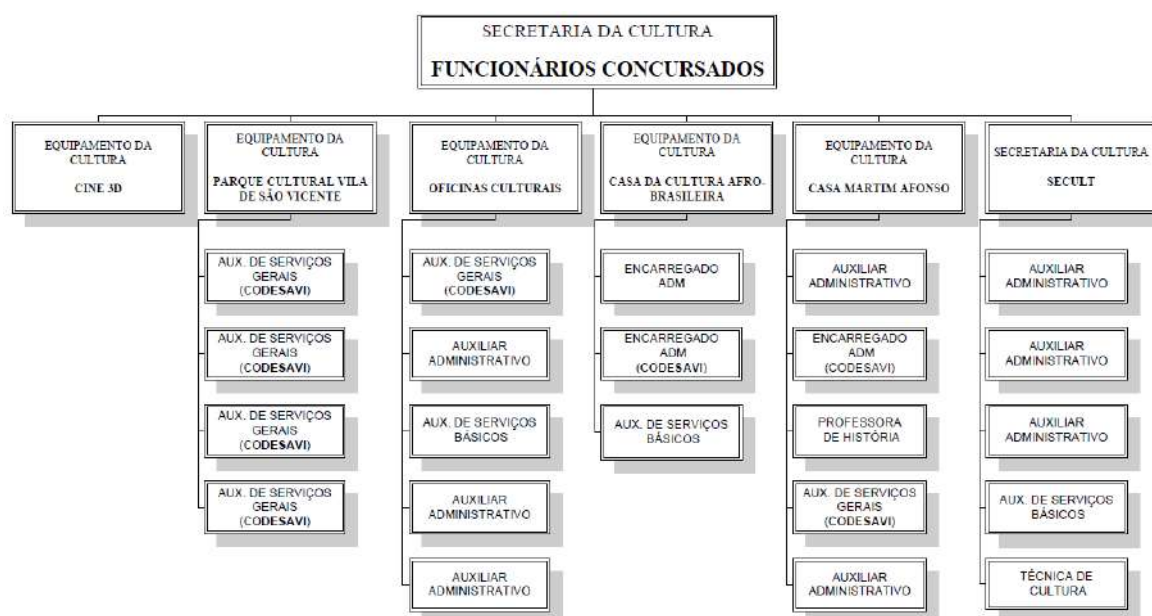 SECRETARIA DA CULTURA
FUNCIONÁRIOS CONCURSADOS
EQUIPAMENTO DA
CULTURA
CINE 3D
EQUIPAMENTO DA
CULTURA
PARQUE CULTURAL VILA
DE SÃO VICENTE
AUX. DE SERVIÇOS
GERAIS
(CODESAVI)
AUX. DE SERVIÇOS
GERAIS
(CODESAVI)
AUX. DE SERVIÇOS
GERAIS
(CODESAVI)
AUX. DE SERVIÇOS
GERAIS
(CODESAVI)
EQUIPAMENTO DA
CULTURA
OFICINAS CULTURAIS
AUX. DE SERVIÇOS
GERAIS
(CODESAVI)
AUXILIAR
ADMINISTRATIVO
AUX. DE SERVIÇOS
BÁSICOS
AUXILIAR
ADMINISTRATIVO
AUXILIAR
ADMINISTRATIVO
EQUIPAMENTO DA
CULTURA
CASA DA CULTURA AFRO-
BRASILEIRA
ENCARREGADO
ADM
ENCARREGADO
ADM
(CODESAVI)
AUX. DE SERVIÇOS
BÁSICOS
EQUIPAMENTO DA
CULTURA
CASA MARTIM AFONSO
AUXILIAR
ADMINISTRATIVO
ENCARREGADO
ADM
(CODESAVI)
PROFESSORA
DE HISTÓRIA
AUX. DE SERVIÇOS
GERAIS
(CODESAVI)
AUXILIAR
ADMINISTRATIVO
SECRETARIA DA CULTURA
SECULT
AUXILIAR
ADMINISTRATIVO
AUXILIAR
ADMINISTRATIVO
AUXILIAR
ADMINISTRATIVO
AUX. DE SERVIÇOS
BÁSICOS
TÉCNICA DE
CULTURA